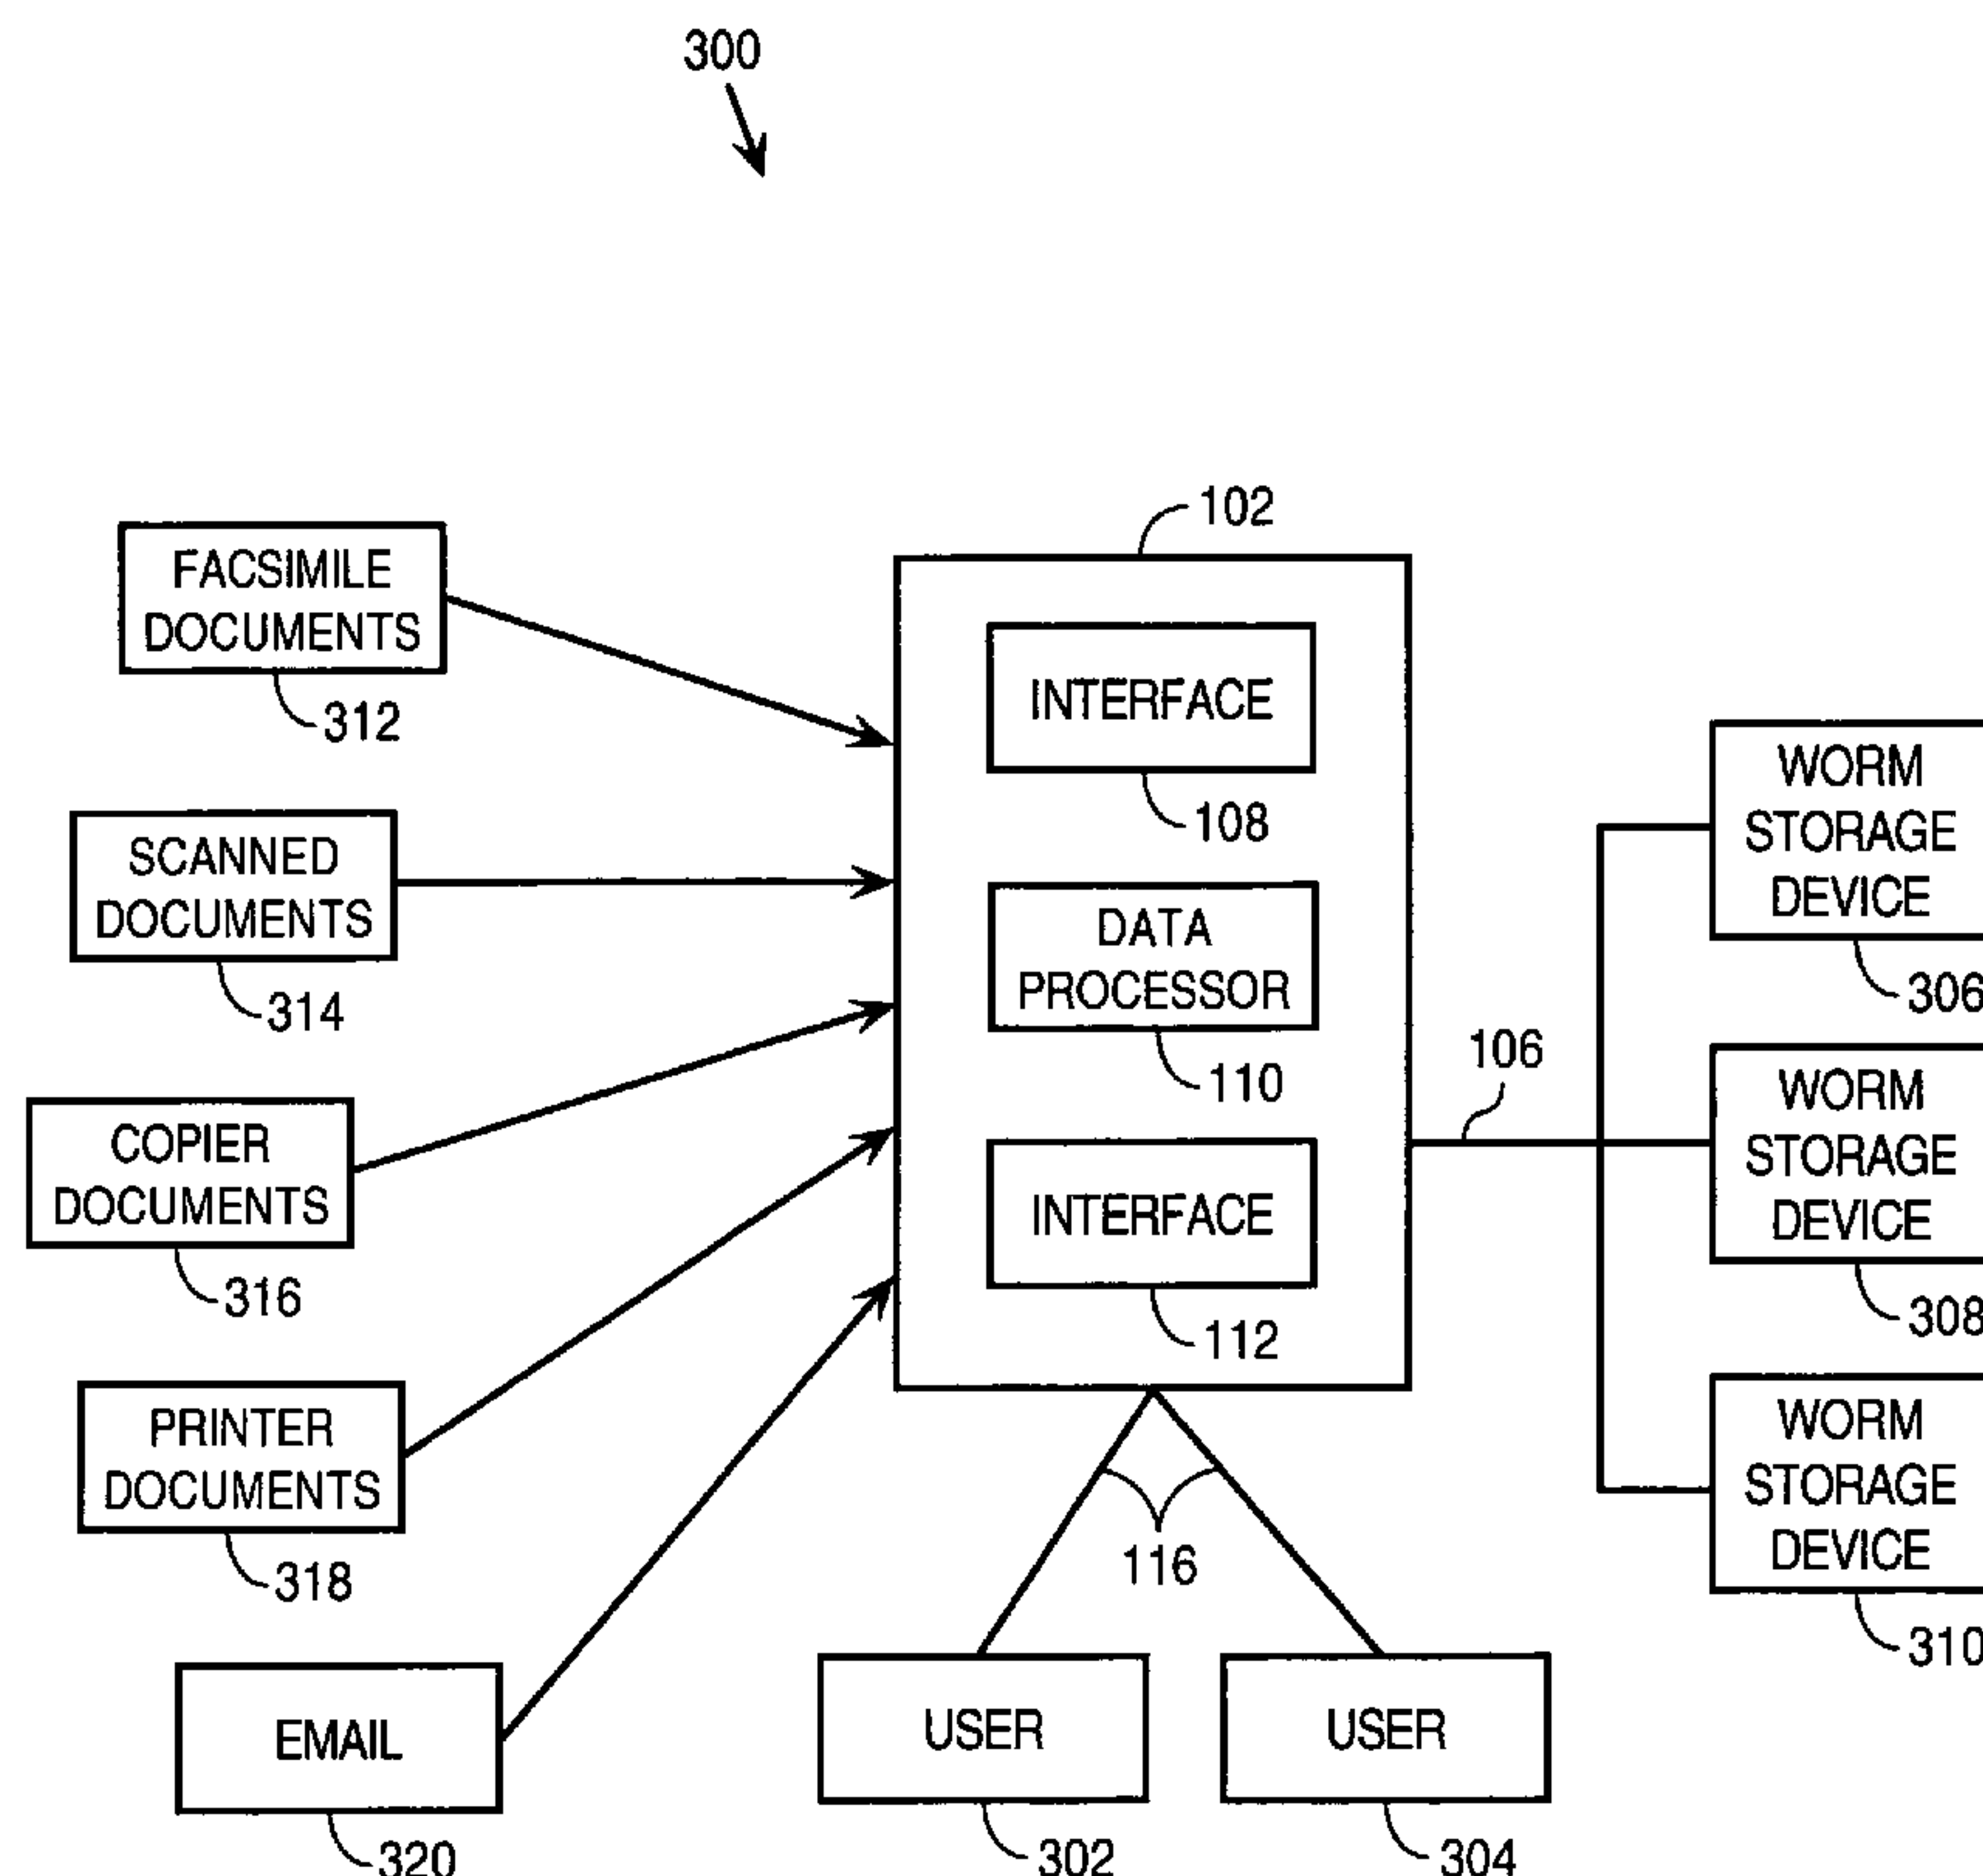 300
102
FACSIMILE
DOCUMENTS
312
INTERFACE
108
SCANNED
DOCUMENTS
314
DATA
PROCESSOR
110
COPIER
DOCUMENTS
316
INTERFACE
112
PRINTER
DOCUMENTS
318
EMAIL
320
116
USER
302
USER
304
106
WORM
STORAGE
DEVICE
306
WORM
STORAGE
DEVICE
308
WORM
STORAGE
DEVICE
310